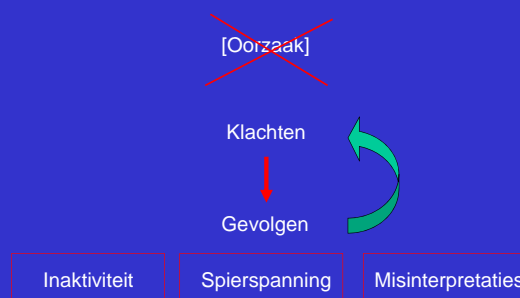 [Oorzaak]
Klachten
Gevolgen
Inaktiviteit Spierspanning Misinterpretaties